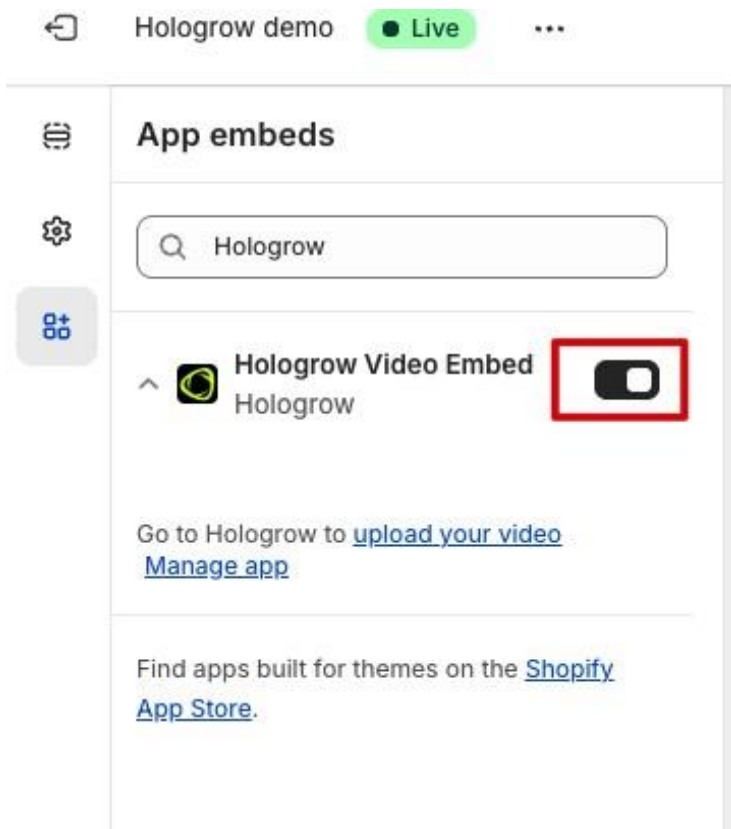 Hologrow demo Live ...
App embeds
Hologrow
Hologrow Video Embed
Hologrow
Go to Hologrow to upload your video
Manage app
Find apps built for themes on the Shopify
App Store.